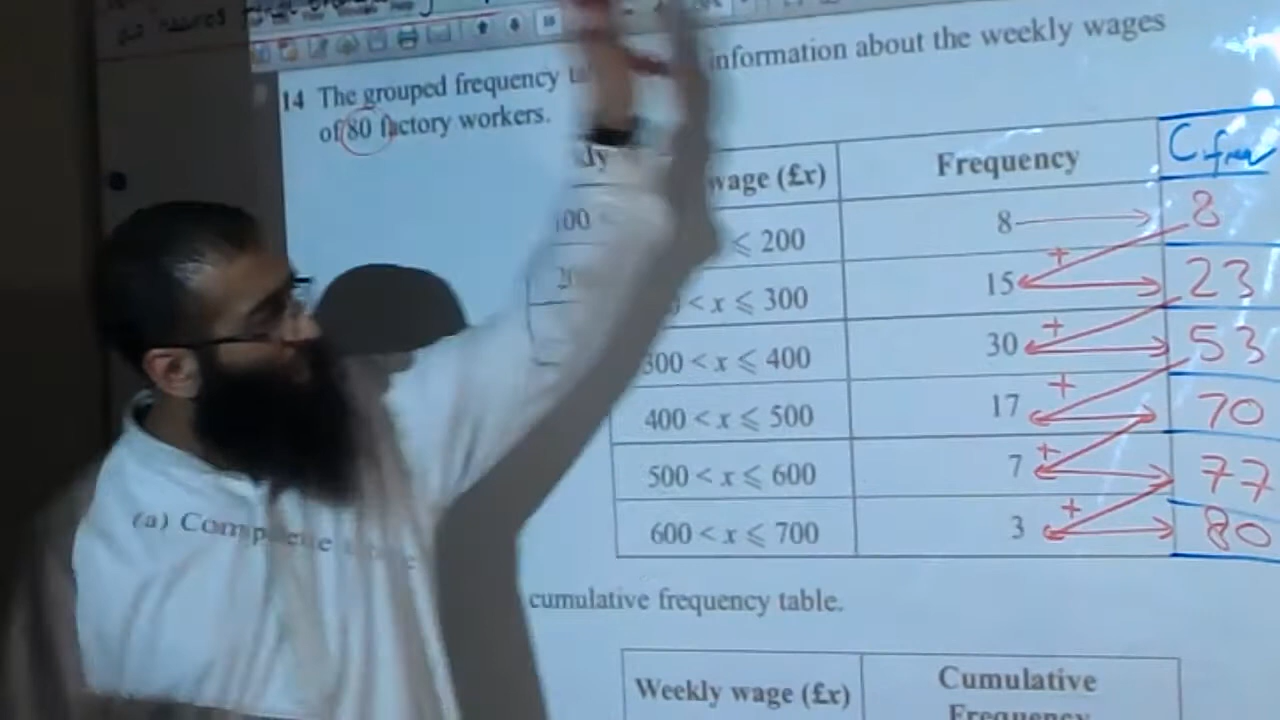 14 The grouped frequency information about the weekly wages
of 80 factory workers.
wage (£x) Frequency C.freq
⩽ 200 8 8
< x ⩽ 300 15 + 23
300 < x ⩽ 400 30 + 53
400 < x ⩽ 500 17 + 70
500 < x ⩽ 600 7 + 77
600 < x ⩽ 700 3 + 80
(a) Complete
cumulative frequency table.
Weekly wage (£x) Cumulative
Frequency